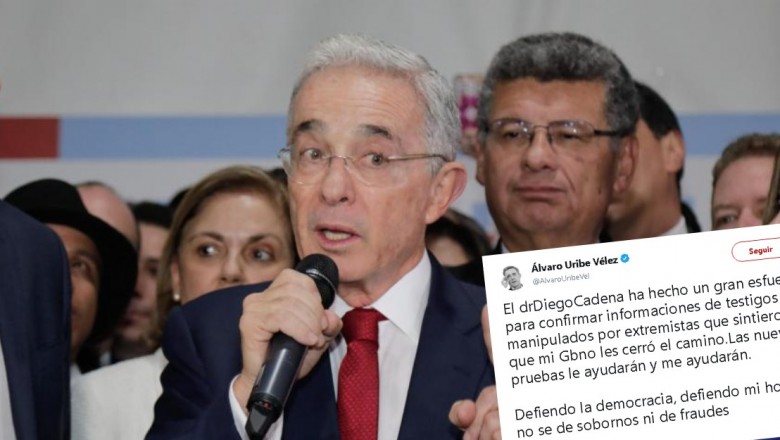 Álvaro Uribe Vélez
@AlvaroUribeVel
Seguir
El drDiegoCadena ha hecho un gran esfue
para confirmar informaciones de testigos
manipulados por extremistas que sintiero
que mi Gbno les cerró el camino.Las nuev
pruebas le ayudarán y me ayudarán.
Defiendo la democracia, defiendo mi ho
no se de sobornos ni de fraudes